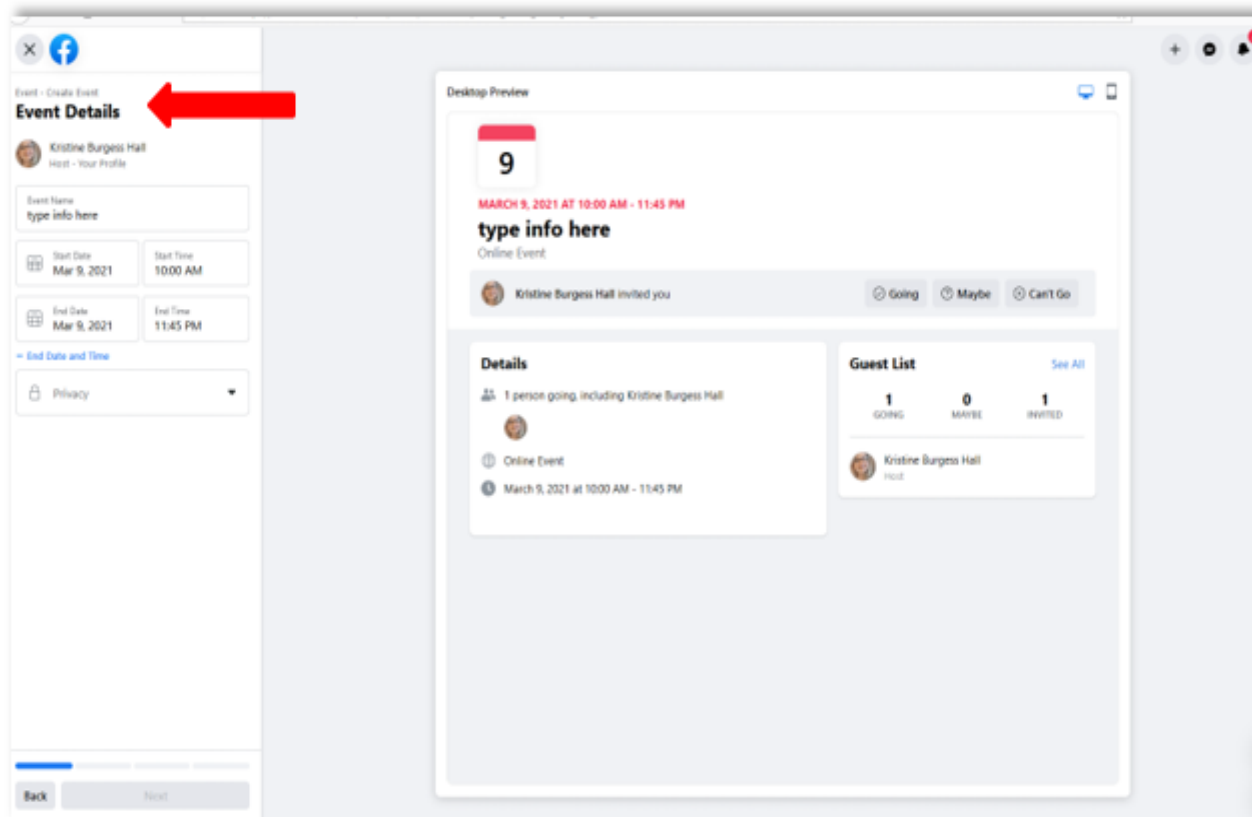 Event - Create Event
Event Details
Kristine Burgess Hall
Host - Your Profile
Event Name
type info here
Start Date
Mar 9, 2021
Start Time
10:00 AM
End Date
Mar 9, 2021
End Time
11:45 PM
− End Date and Time
Privacy
Back
Next
Desktop Preview
9
MARCH 9, 2021 AT 10:00 AM - 11:45 PM
type info here
Online Event
Kristine Burgess Hall invited you
Going
Maybe
Can't Go
Details
1 person going, including Kristine Burgess Hall
Online Event
March 9, 2021 at 10:00 AM - 11:45 PM
Guest List
See All
1 0 1
GOING MAYBE INVITED
Kristine Burgess Hall
Host